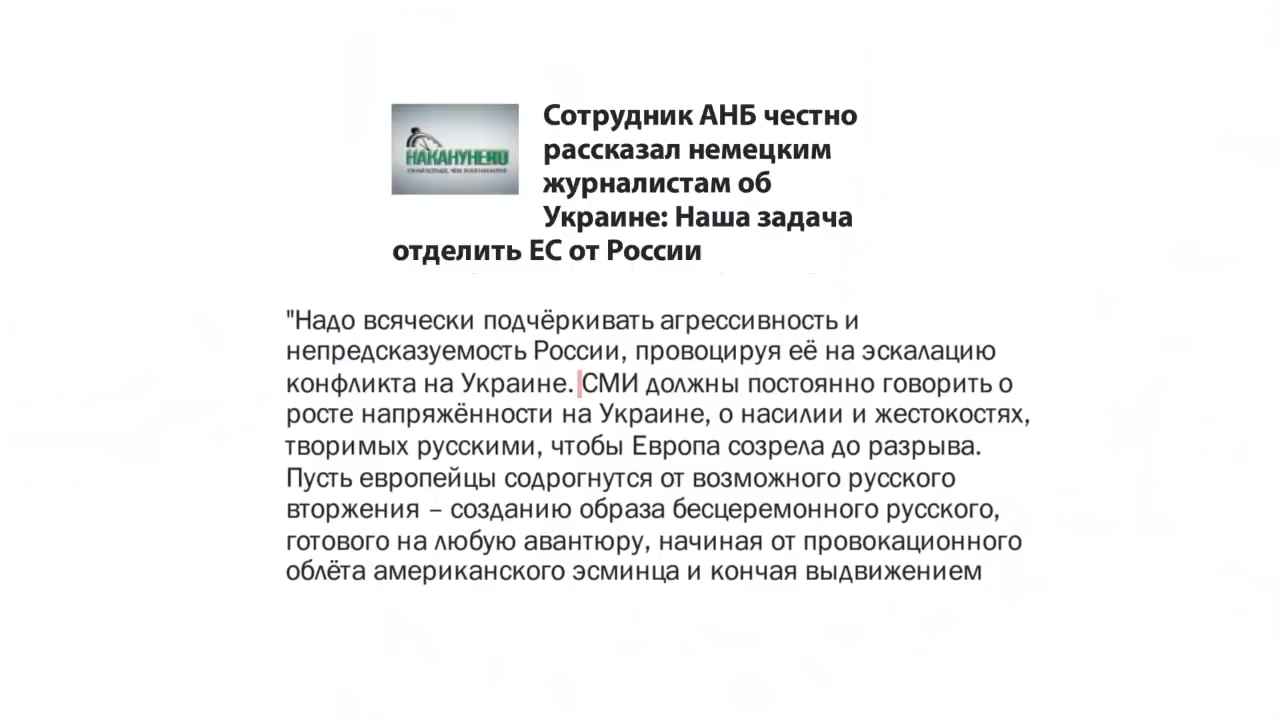 Сотрудник АНБ честно
НАКАНУНЕ.RU
рассказал немецким
журналистам об
Украине: Наша задача
отделить ЕС от России
"Надо всячески подчёркивать агрессивность и
непредсказуемость России, провоцируя её на эскалацию
конфликта на Украине. СМИ должны постоянно говорить о
росте напряжённости на Украине, о насилии и жестокостях,
творимых русскими, чтобы Европа созрела до разрыва.
Пусть европейцы содрогнутся от возможного русского
вторжения – созданию образа бесцеремонного русского,
готового на любую авантюру, начиная от провокационного
облёта американского эсминца и кончая выдвижением